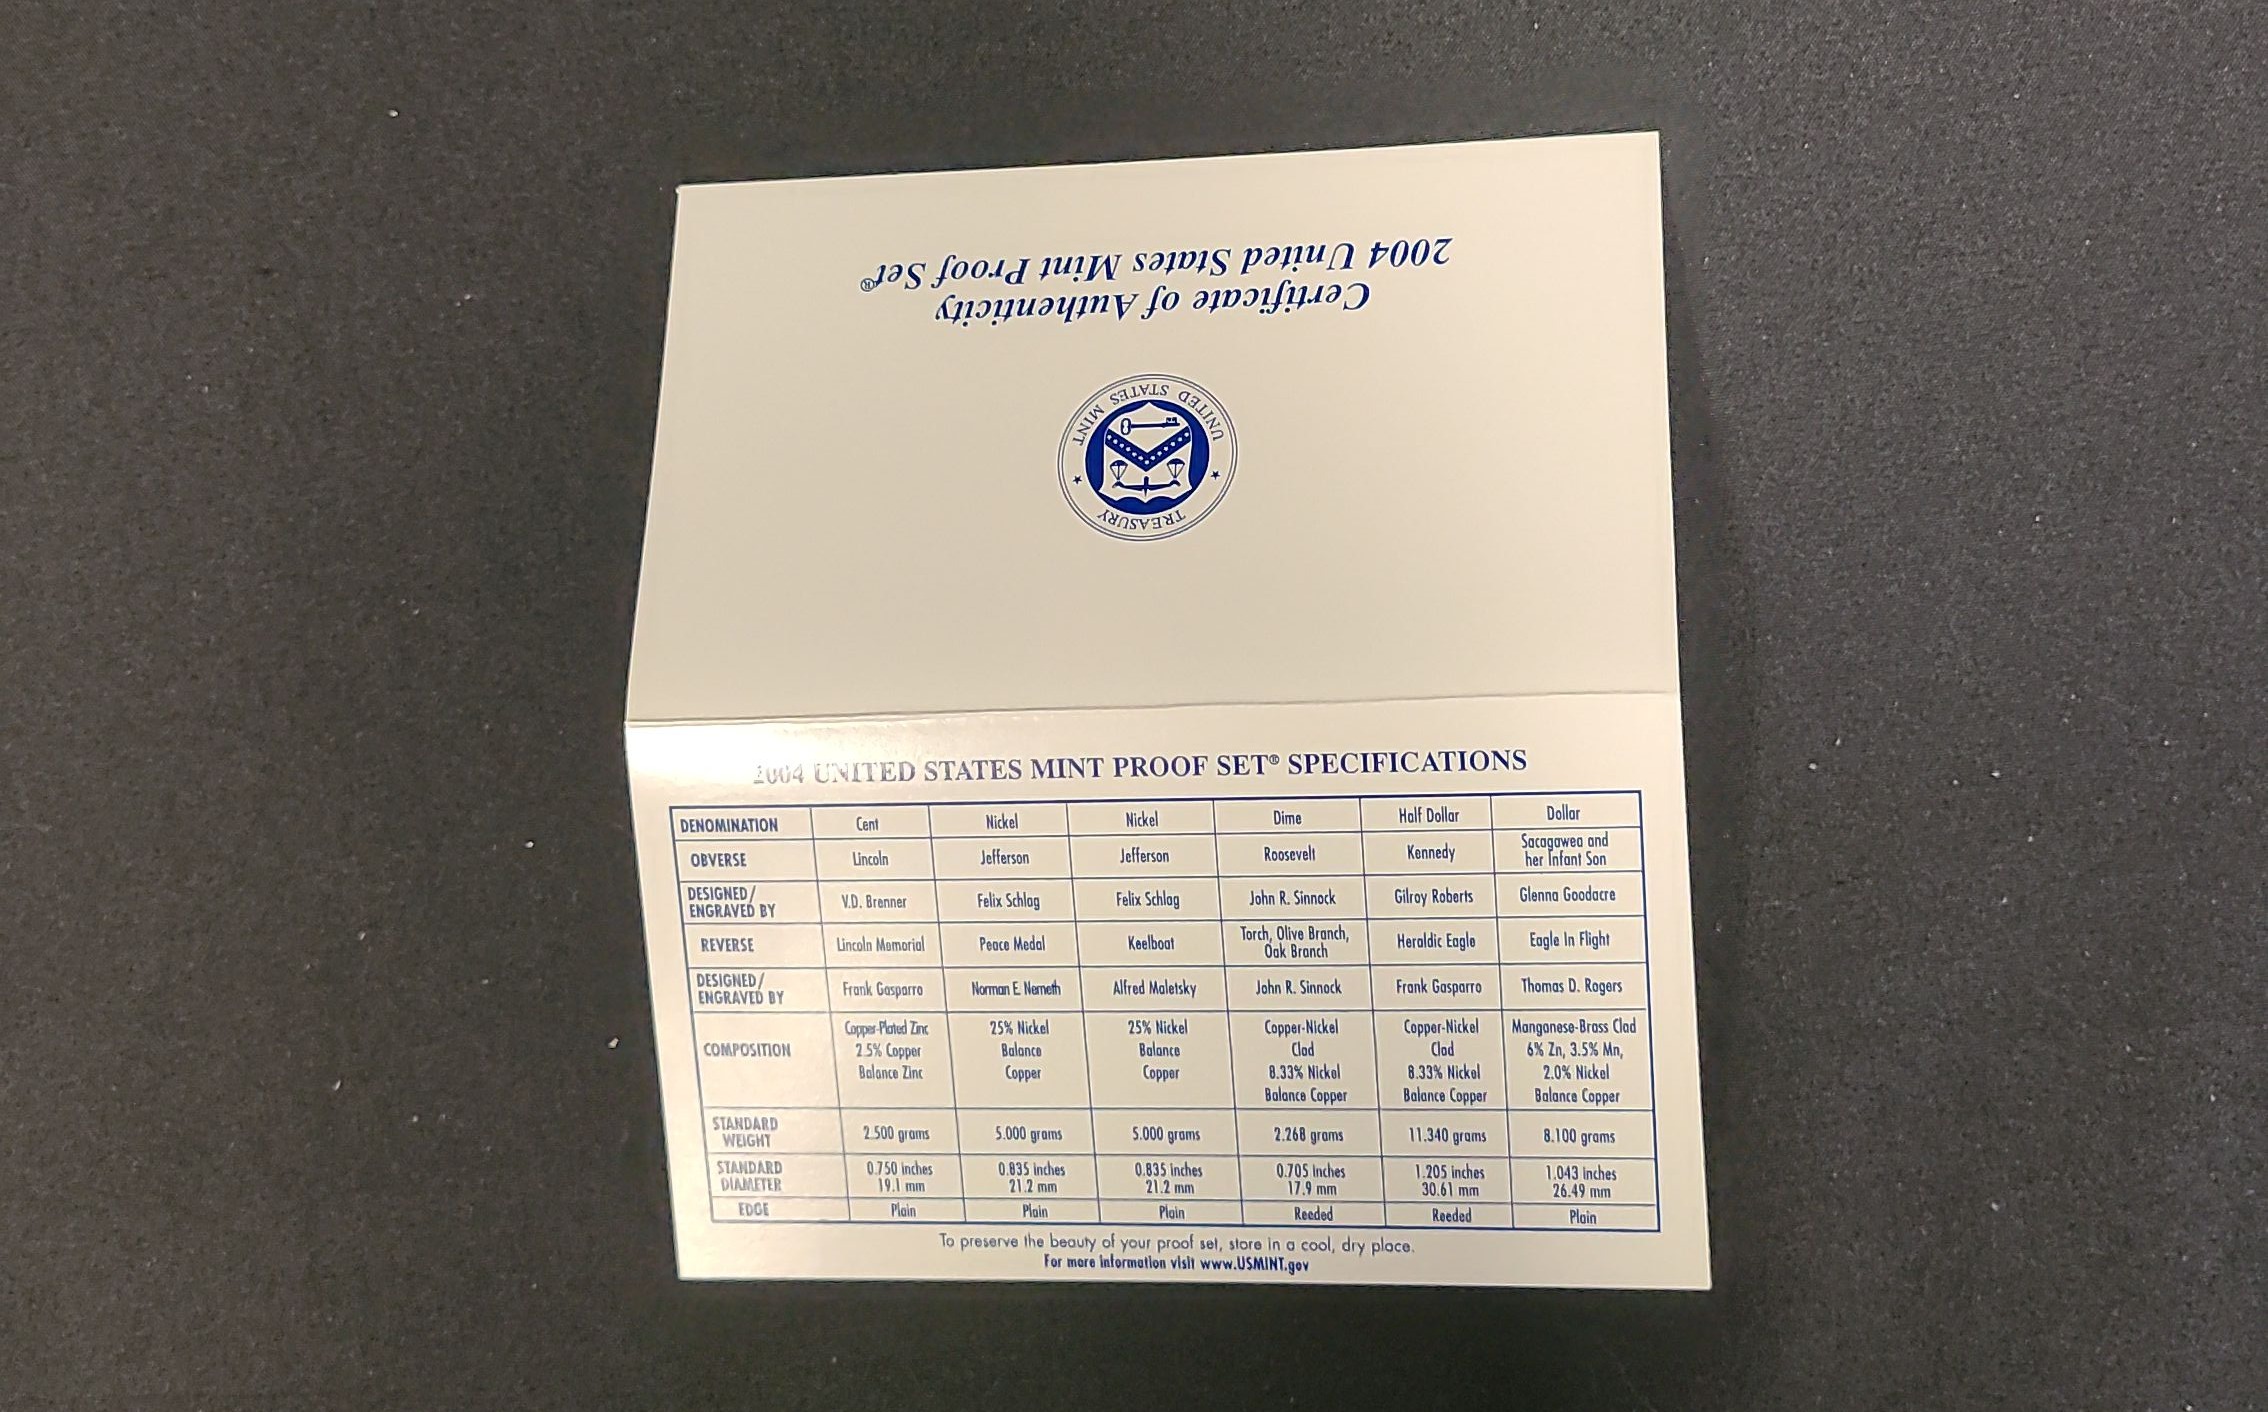 Certificate of Authenticity
2004 United States Mint Proof Set®
TREASURY
UNITED STATES MINT
2004 UNITED STATES MINT PROOF SET® SPECIFICATIONS
DENOMINATION Cent Nickel Nickel Dime Half Dollar Dollar
OBVERSE Lincoln Jefferson Jefferson Roosevelt Kennedy Sacagawea and
her Infant Son
DESIGNED/
ENGRAVED BY V.D. Brenner Felix Schlag Felix Schlag John R. Sinnock Gilroy Roberts Glenna Goodacre
REVERSE Lincoln Memorial Peace Medal Keelboat Torch, Olive Branch,
Oak Branch Heraldic Eagle Eagle In Flight
DESIGNED/
ENGRAVED BY Frank Gasparro Norman E. Nemeth Alfred Maletsky John R. Sinnock Frank Gasparro Thomas D. Rogers
COMPOSITION Copper-Plated Zinc 25% Nickel 25% Nickel Copper-Nickel Copper-Nickel Manganese-Brass Clad
2.5% Copper Balance Balance Clad Clad 6% Zn, 3.5% Mn,
Balance Zinc Copper Copper 8.33% Nickel 8.33% Nickel 2.0% Nickel
Balance Copper Balance Copper Balance Copper
STANDARD
WEIGHT 2.500 grams 5.000 grams 5.000 grams 2.268 grams 11.340 grams 8.100 grams
STANDARD 0.750 inches 0.835 inches 0.835 inches 0.705 inches 1.205 inches 1.043 inches
DIAMETER 19.1 mm 21.2 mm 21.2 mm 17.9 mm 30.61 mm 26.49 mm
EDGE Plain Plain Plain Reeded Reeded Plain
To preserve the beauty of your proof set, store in a cool, dry place.
For more information visit www.USMINT.gov